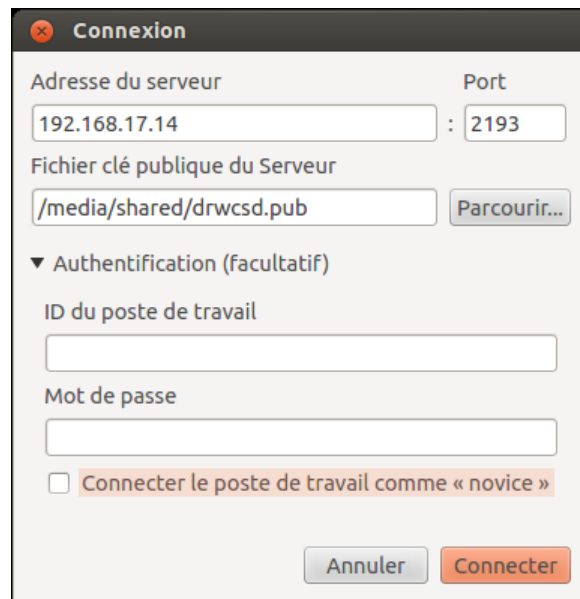 Connexion
Adresse du serveur Port
192.168.17.14 : 2193
Fichier clé publique du Serveur
/media/shared/drwcsd.pub Parcourir...
▼ Authentification (facultatif)
ID du poste de travail
Mot de passe
Connecter le poste de travail comme « novice »
Annuler Connecter